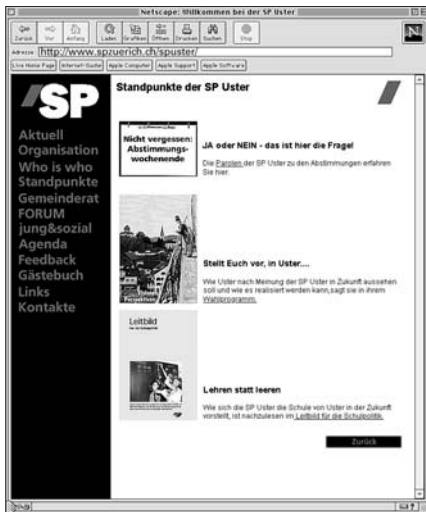 Netscape: Willkommen bei der SP Uster
Zurück Vor Anfang Laden Grafiken Öffnen Drucken Suchen Stop
Adresse http://www.spzuerich.ch/spuster/
Live Home Page Internet-Suche Apple Computer Apple Support Apple Software
SP
Aktuell
Organisation
Who is who
Standpunkte
Gemeinderat
FORUM
jung&sozial
Agenda
Feedback
Gästebuch
Links
Kontakte
Standpunkte der SP Uster
Nicht vergessen:
Abstimmungs-
wochenende
JA oder NEIN - das ist hier die Frage!
Die Parolen der SP Uster zu den Abstimmungen erfahren
Sie hier.
Perspektiven
Stellt Euch vor, in Uster....
Wie Uster nach Meinung der SP Uster in Zukunft aussehen
soll und wie es realisiert werden kann,sagt sie in ihrem
Wahlprogramm.
Leitbild
Lehren statt leeren
Wie sich die SP Uster die Schule von Uster in der Zukunft
vorstellt, ist nachzulesen im Leitbild für die Schulpolitik.
Zurück